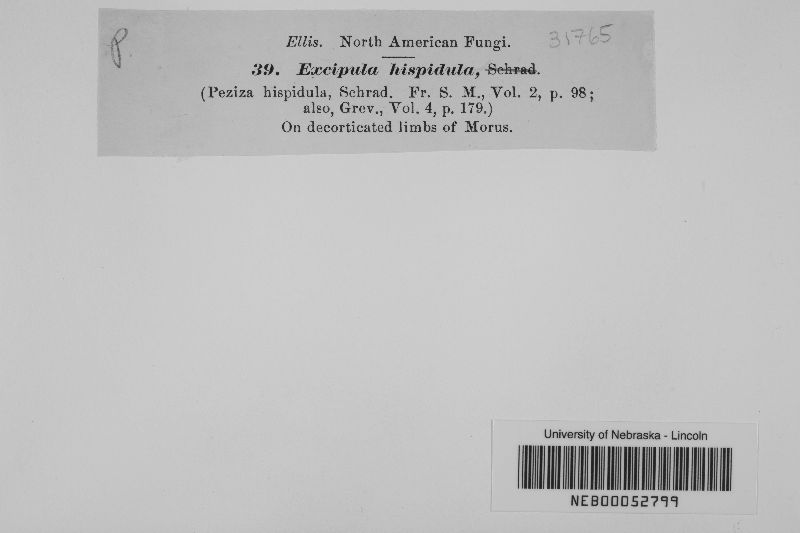 P.
Ellis. North American Fungi. 31765
39. Excipula hispidula, Schrad.
(Peziza hispidula, Schrad. Fr. S. M., Vol. 2, p. 98;
also, Grev., Vol. 4, p. 179.)
On decorticated limbs of Morus.
University of Nebraska - Lincoln
NEB00052799